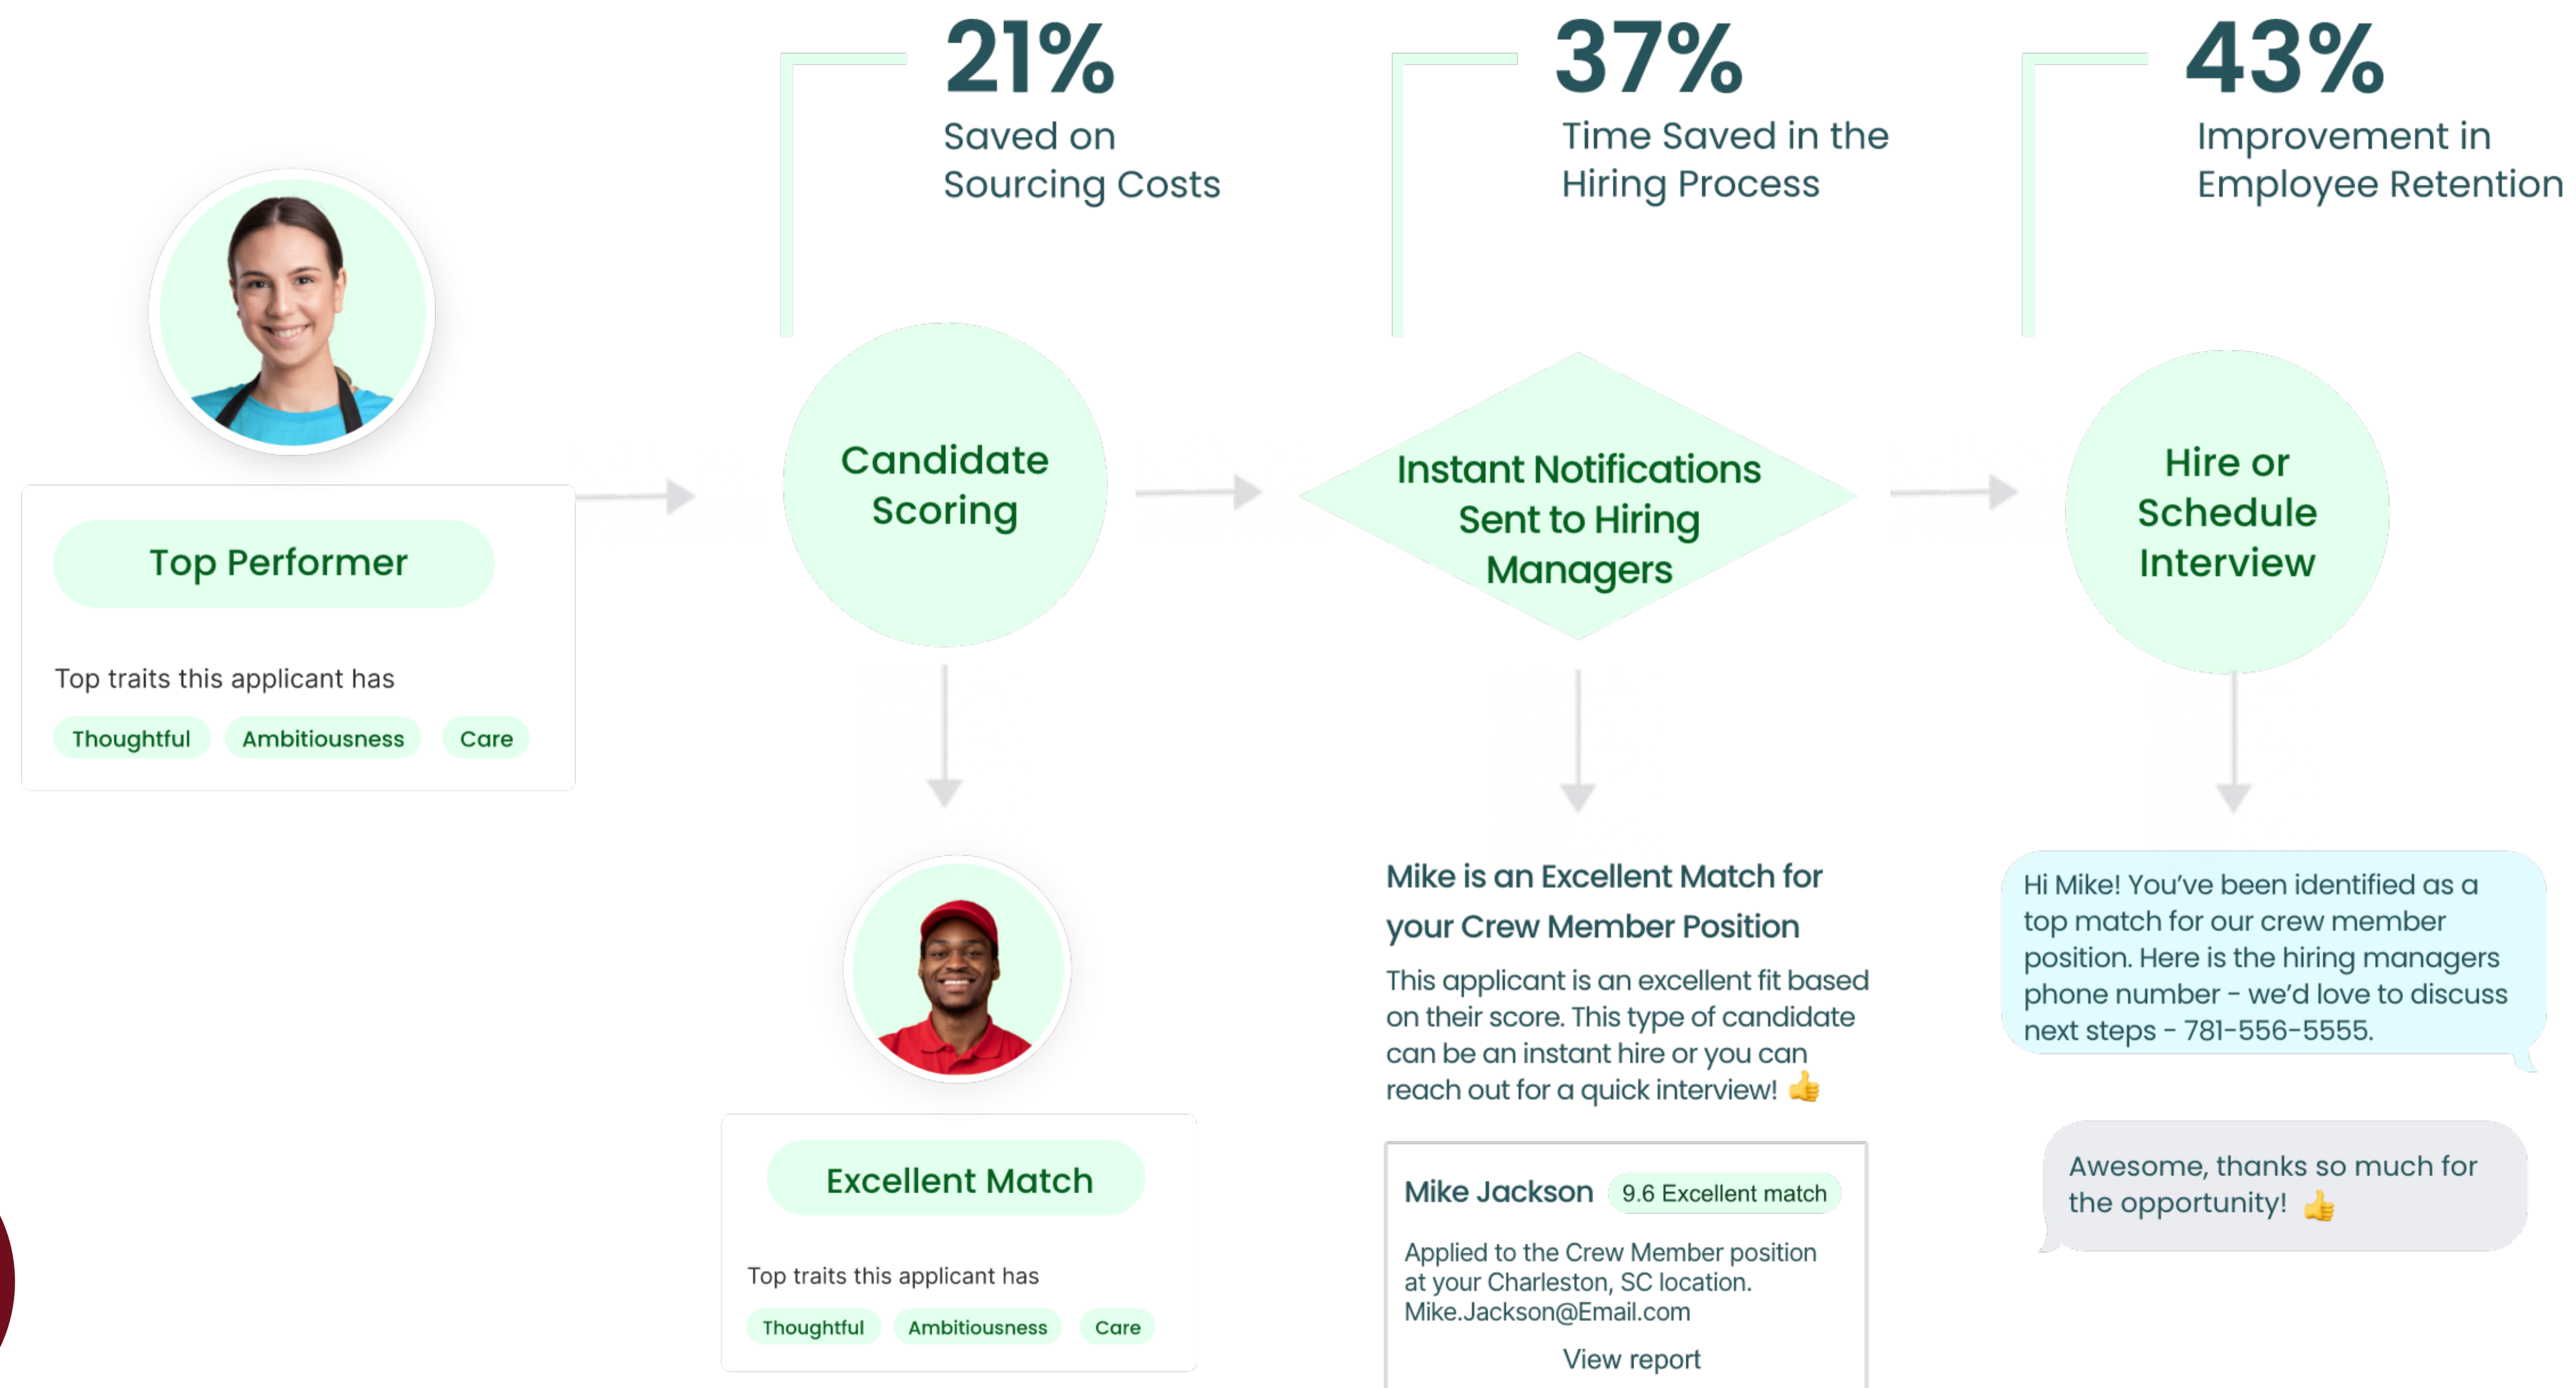 21%
Saved on
Sourcing Costs
37%
Time Saved in the
Hiring Process
43%
Improvement in
Employee Retention
Top Performer
Top traits this applicant has
Thoughtful Ambitiousness Care
Candidate
Scoring
Instant Notifications
Sent to Hiring
Managers
Hire or
Schedule
Interview
Excellent Match
Top traits this applicant has
Thoughtful Ambitiousness Care
Mike is an Excellent Match for
your Crew Member Position
This applicant is an excellent fit based
on their score. This type of candidate
can be an instant hire or you can
reach out for a quick interview! 👍
Mike Jackson 9.6 Excellent match
Applied to the Crew Member position
at your Charleston, SC location.
Mike.Jackson@Email.com
View report
Hi Mike! You’ve been identified as a
top match for our crew member
position. Here is the hiring managers
phone number - we’d love to discuss
next steps - 781-556-5555.
Awesome, thanks so much for
the opportunity! 👍